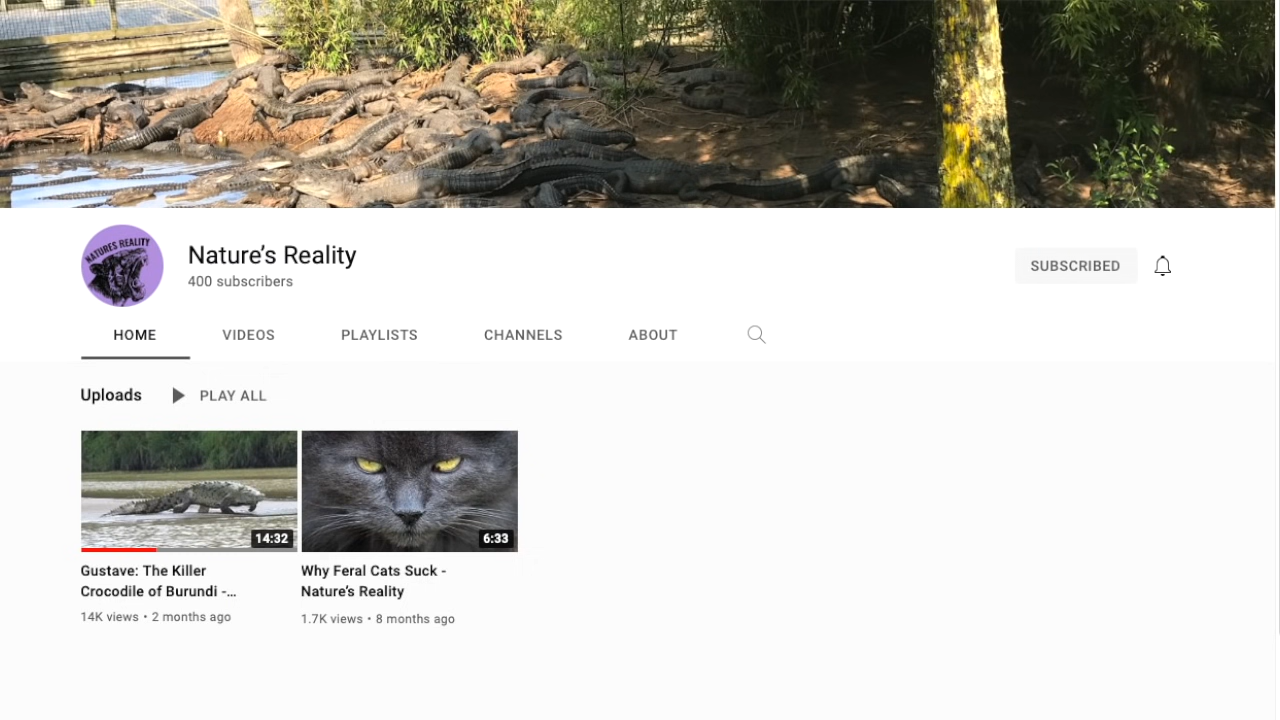 NATURES REALITY
Nature’s Reality
400 subscribers
SUBSCRIBED
HOME VIDEOS PLAYLISTS CHANNELS ABOUT
Uploads PLAY ALL
14:32
Gustave: The Killer
Crocodile of Burundi -...
14K views • 2 months ago
6:33
Why Feral Cats Suck -
Nature’s Reality
1.7K views • 8 months ago